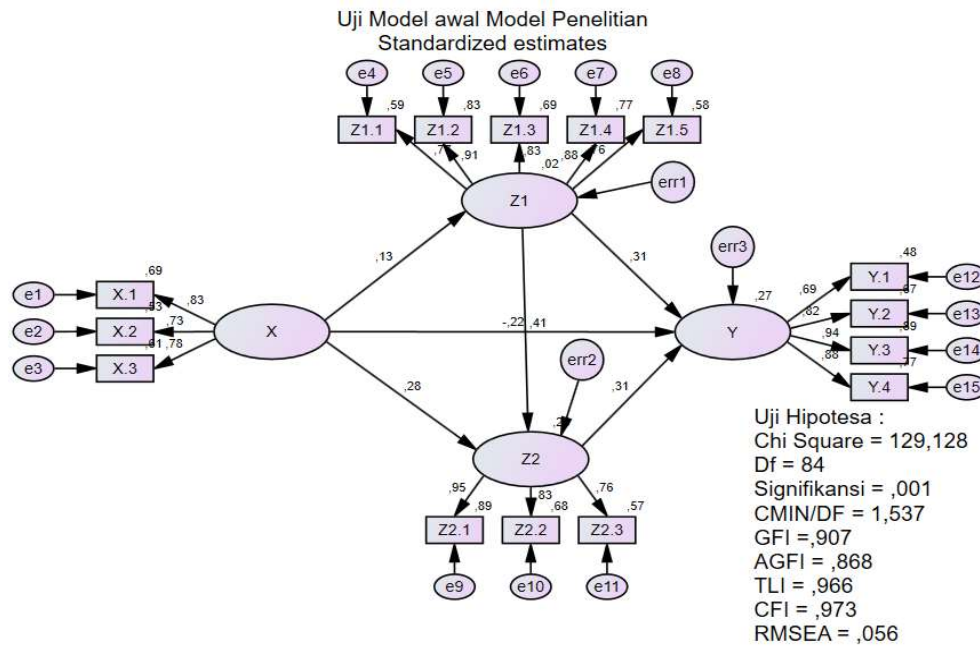 Uji Model awal Model Penelitian
Standardized estimates
e4 e5 e6 e7 e8
,59 ,83 ,69 ,77 ,58
Z1.1 Z1.2 Z1.3 Z1.4 Z1.5
,91 ,83 ,88
,02
Z1
err1
err3
,13
,31
,69
e1 X.1 ,83
,53
e2 X.2 ,73
,61
e3 X.3 ,78
X
-,22 ,41
Y ,27
,48
,69 Y.1 e12
,67
,82 Y.2 e13
,89
,94 Y.3 e14
,77
,88 Y.4 e15
err2
,28
,31
Z2
,95 ,83 ,76
,89 ,68 ,57
Z2.1 Z2.2 Z2.3
e9 e10 e11
Uji Hipotesa :
Chi Square = 129,128
Df = 84
Signifikansi = ,001
CMIN/DF = 1,537
GFI =,907
AGFI = ,868
TLI = ,966
CFI = ,973
RMSEA = ,056